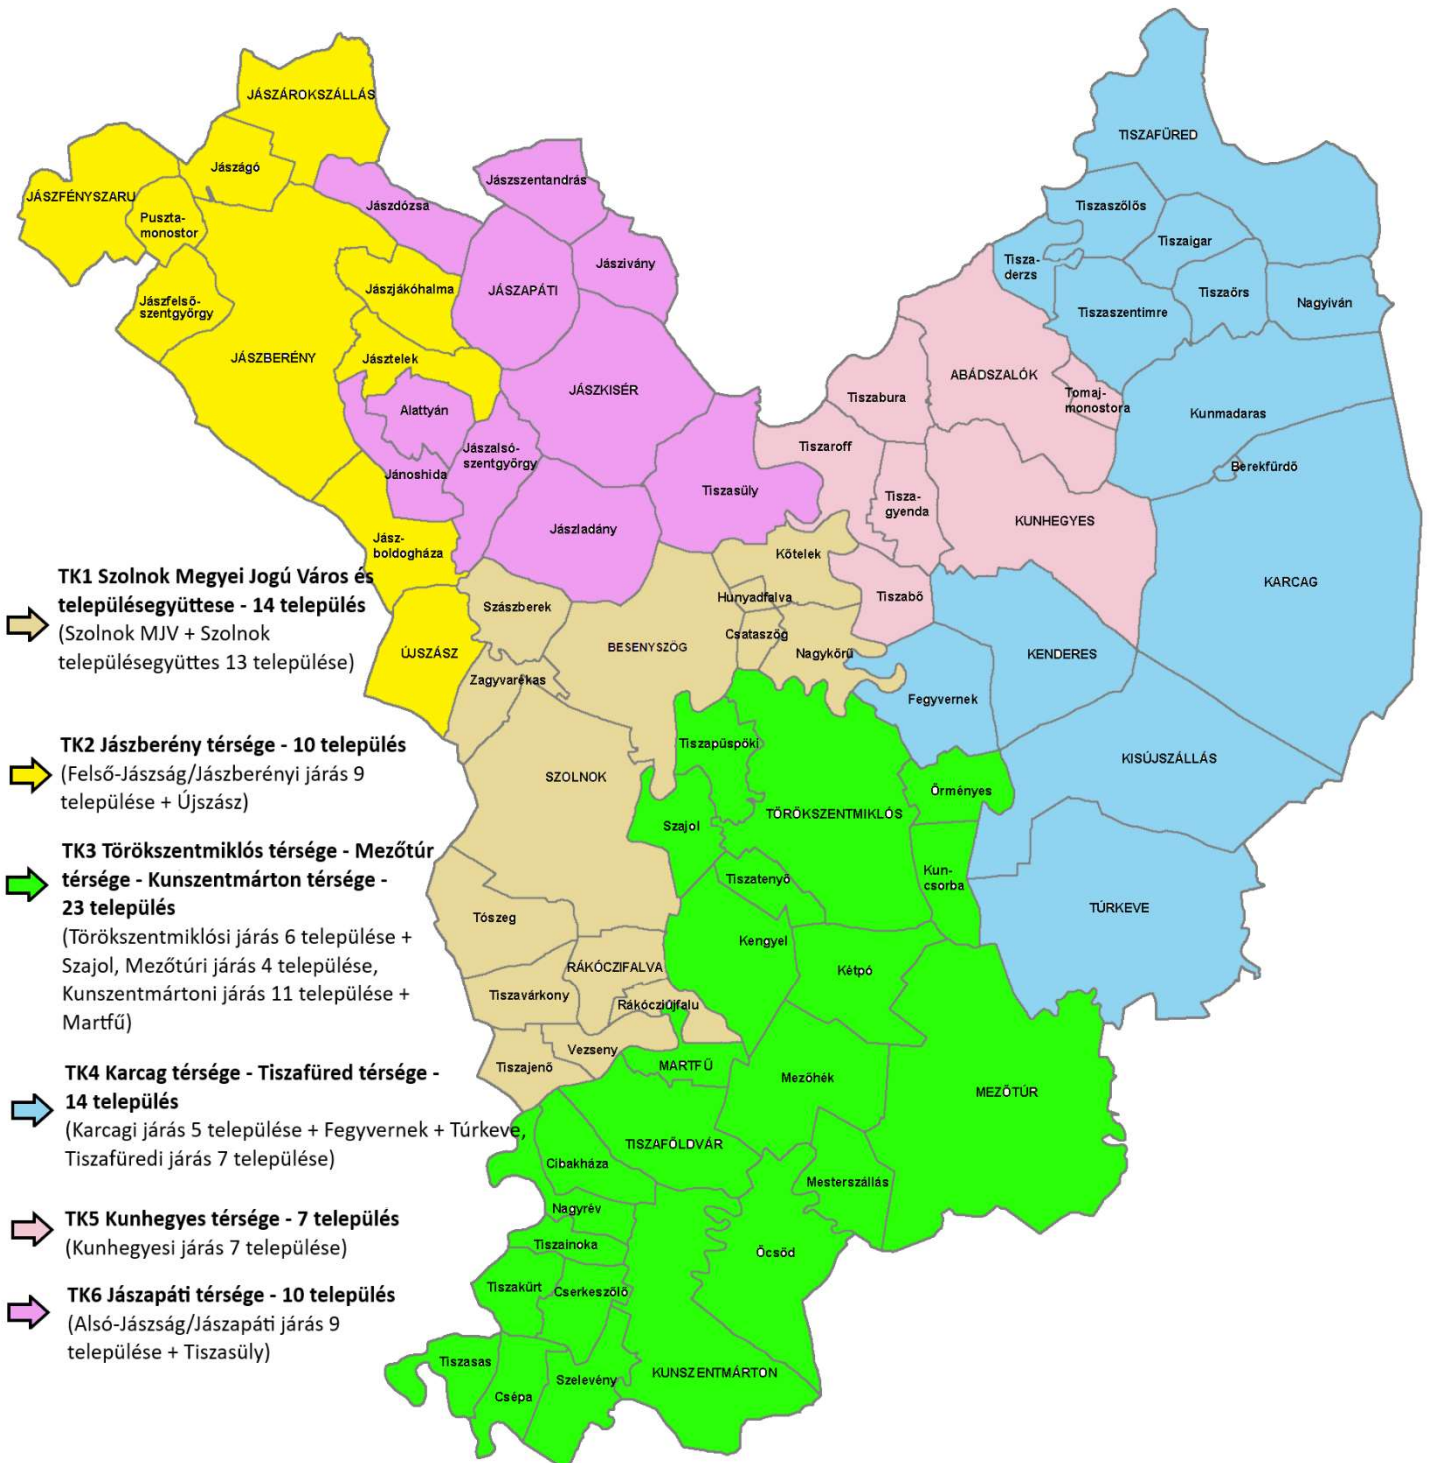 JÁSZÁROKSZÁLLÁS
TISZAFÜRED
Jászágó
JÁSZFÉNYSZARU
Puszta-
monostor
Jászdózsa
Jászszentandrás
Tiszaszőlős
Tiszaigar
Tisza-
derzs
Jászivány
JÁSZAPÁTI
Jászjákóhalma
Jászfelső-
szentgyörgy
Tiszaszentimre
Tiszaörs
Nagyiván
JÁSZBERÉNY
Jásztelek
JÁSZKISÉR
ABÁDSZALÓK
Tiszabura
Tomaj-
monostora
Alattyán
Kunmadaras
Tiszaroff
Jászalsó-
szentgyörgy
Jánoshida
Berekfürdő
Tiszasüly
Tisza-
gyenda
Jászladány
KUNHEGYES
Jász-
boldogháza
Kőtelek
KARCAG
TK1 Szolnok Megyei Jogú Város és
településegyüttese - 14 település
(Szolnok MJV + Szolnok
településegyüttes 13 települése)
Szászberek
Hunyadfalva
Tiszabő
Csataszög
BESENYSZÖG
ÚJSZÁSZ
Nagykörű
KENDERES
Zagyvarékas
Fegyvernek
TK2 Jászberény térsége - 10 település
(Felső-Jászság/Jászberényi járás 9
települése + Újszász)
Tiszapüspöki
KISÚJSZÁLLÁS
SZOLNOK
Örményes
TÖRÖKSZENTMIKLÓS
Szajol
TK3 Törökszentmiklós térsége - Mezőtúr
térsége - Kunszentmárton térsége -
23 település
(Törökszentmiklósi járás 6 települése +
Szajol, Mezőtúri járás 4 települése,
Kunszentmártoni járás 11 települése +
Martfű)
Tiszatenyő
Kun-
csorba
TÚRKEVE
Tószeg
Kengyel
Kétpó
RÁKÓCZIFALVA
Tiszavárkony
Rákócziújfalu
Vezseny
Tiszajenő
MARTFŰ
Mezőhék
MEZŐTÚR
TK4 Karcag térsége - Tiszafüred térsége -
14 település
(Karcagi járás 5 települése + Fegyvernek + Túrkeve,
Tiszafüredi járás 7 települése)
TISZAFÖLDVÁR
Cibakháza
Mesterszállás
Nagyrév
TK5 Kunhegyes térsége - 7 település
(Kunhegyesi járás 7 települése)
Tiszainoka
Öcsöd
Tiszakürt
Cserkeszőlő
TK6 Jászapáti térsége - 10 település
(Alsó-Jászság/Jászapáti járás 9
települése + Tiszasüly)
Tiszasas
Szelevény
KUNSZENTMÁRTON
Csépa